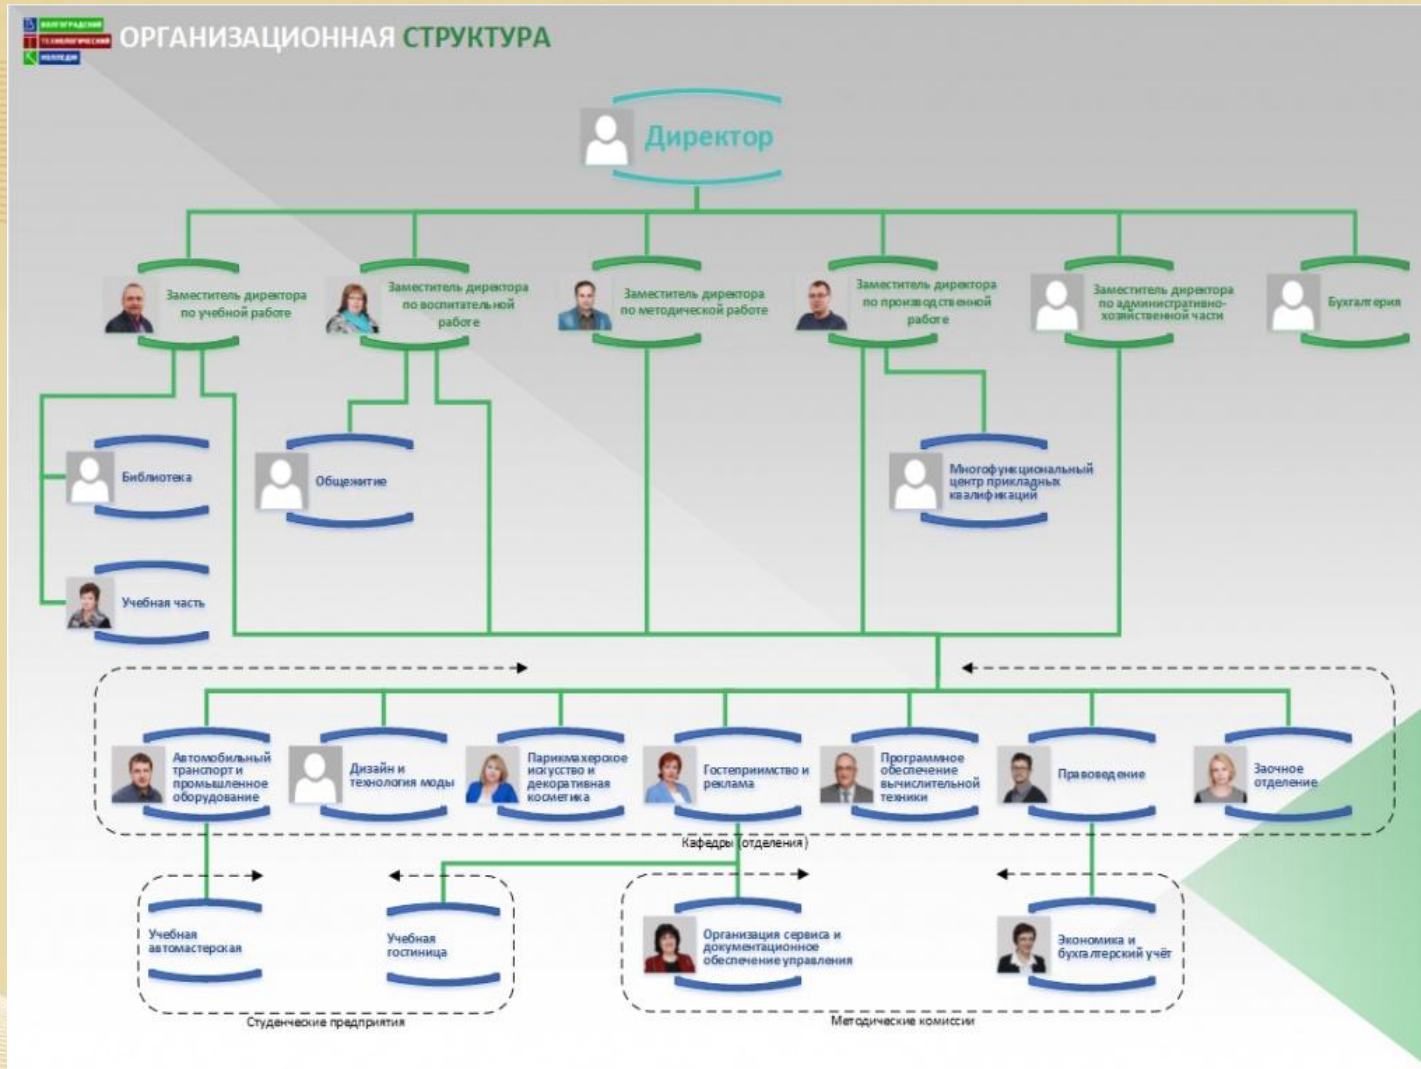 ВОЛГОГРАДСКИЙ
ТЕХНОЛОГИЧЕСКИЙ
КОЛЛЕДЖ
ОРГАНИЗАЦИОННАЯ СТРУКТУРА
Директор
Заместитель директора
по учебной работе
Заместитель директора
по воспитательной
работе
Заместитель директора
по методической работе
Заместитель директора
по производственной
работе
Заместитель директора
по административно-
хозяйственной части
Бухгалтерия
Библиотека
Общежитие
Многофункциональный
центр прикладных
квалификаций
Учебная часть
Автомобильный
транспорт и
промышленное
оборудование
Дизайн и
технология моды
Парикмахерское
искусство и
декоративная
косметика
Гостеприимство и
реклама
Программное
обеспечение
вычислительной
техники
Правоведение
Заочное
отделение
Кафедры (отделения)
Учебная
автомастерская
Учебная
гостиница
Организация сервиса и
документационное
обеспечение управления
Экономика и
бухгалтерский учёт
Студенческие предприятия
Методические комиссии